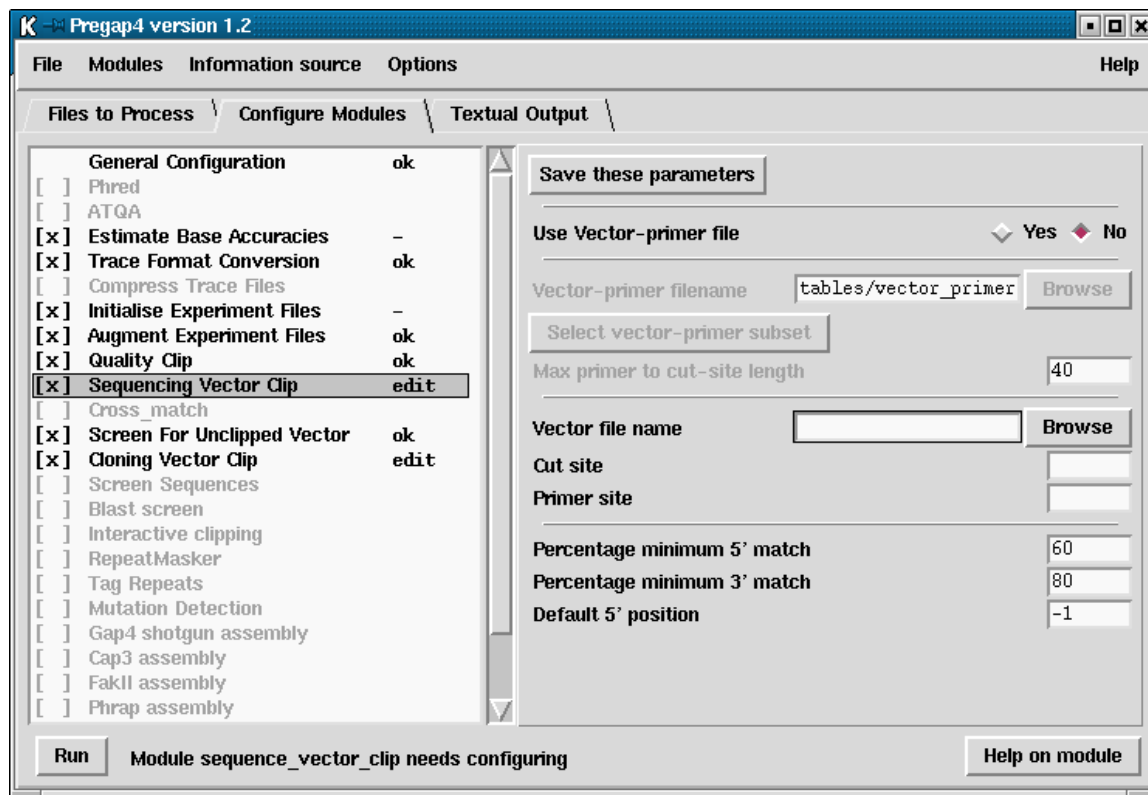 K Pregap4 version 1.2
File Modules Information source Options Help
Files to Process Configure Modules Textual Output
General Configuration ok
[ ] Phred
[ ] ATQA
[x] Estimate Base Accuracies -
[x] Trace Format Conversion ok
[ ] Compress Trace Files
[x] Initialise Experiment Files -
[x] Augment Experiment Files ok
[x] Quality Clip ok
[x] Sequencing Vector Clip edit
[ ] Cross_match
[x] Screen For Unclipped Vector ok
[x] Cloning Vector Clip edit
[ ] Screen Sequences
[ ] Blast screen
[ ] Interactive clipping
[ ] RepeatMasker
[ ] Tag Repeats
[ ] Mutation Detection
[ ] Gap4 shotgun assembly
[ ] Cap3 assembly
[ ] FakII assembly
[ ] Phrap assembly
Save these parameters
Use Vector-primer file Yes No
Vector-primer filename tables/vector_primer Browse
Select vector-primer subset
Max primer to cut-site length 40
Vector file name Browse
Cut site
Primer site
Percentage minimum 5' match 60
Percentage minimum 3' match 80
Default 5' position -1
Run Module sequence_vector_clip needs configuring Help on module